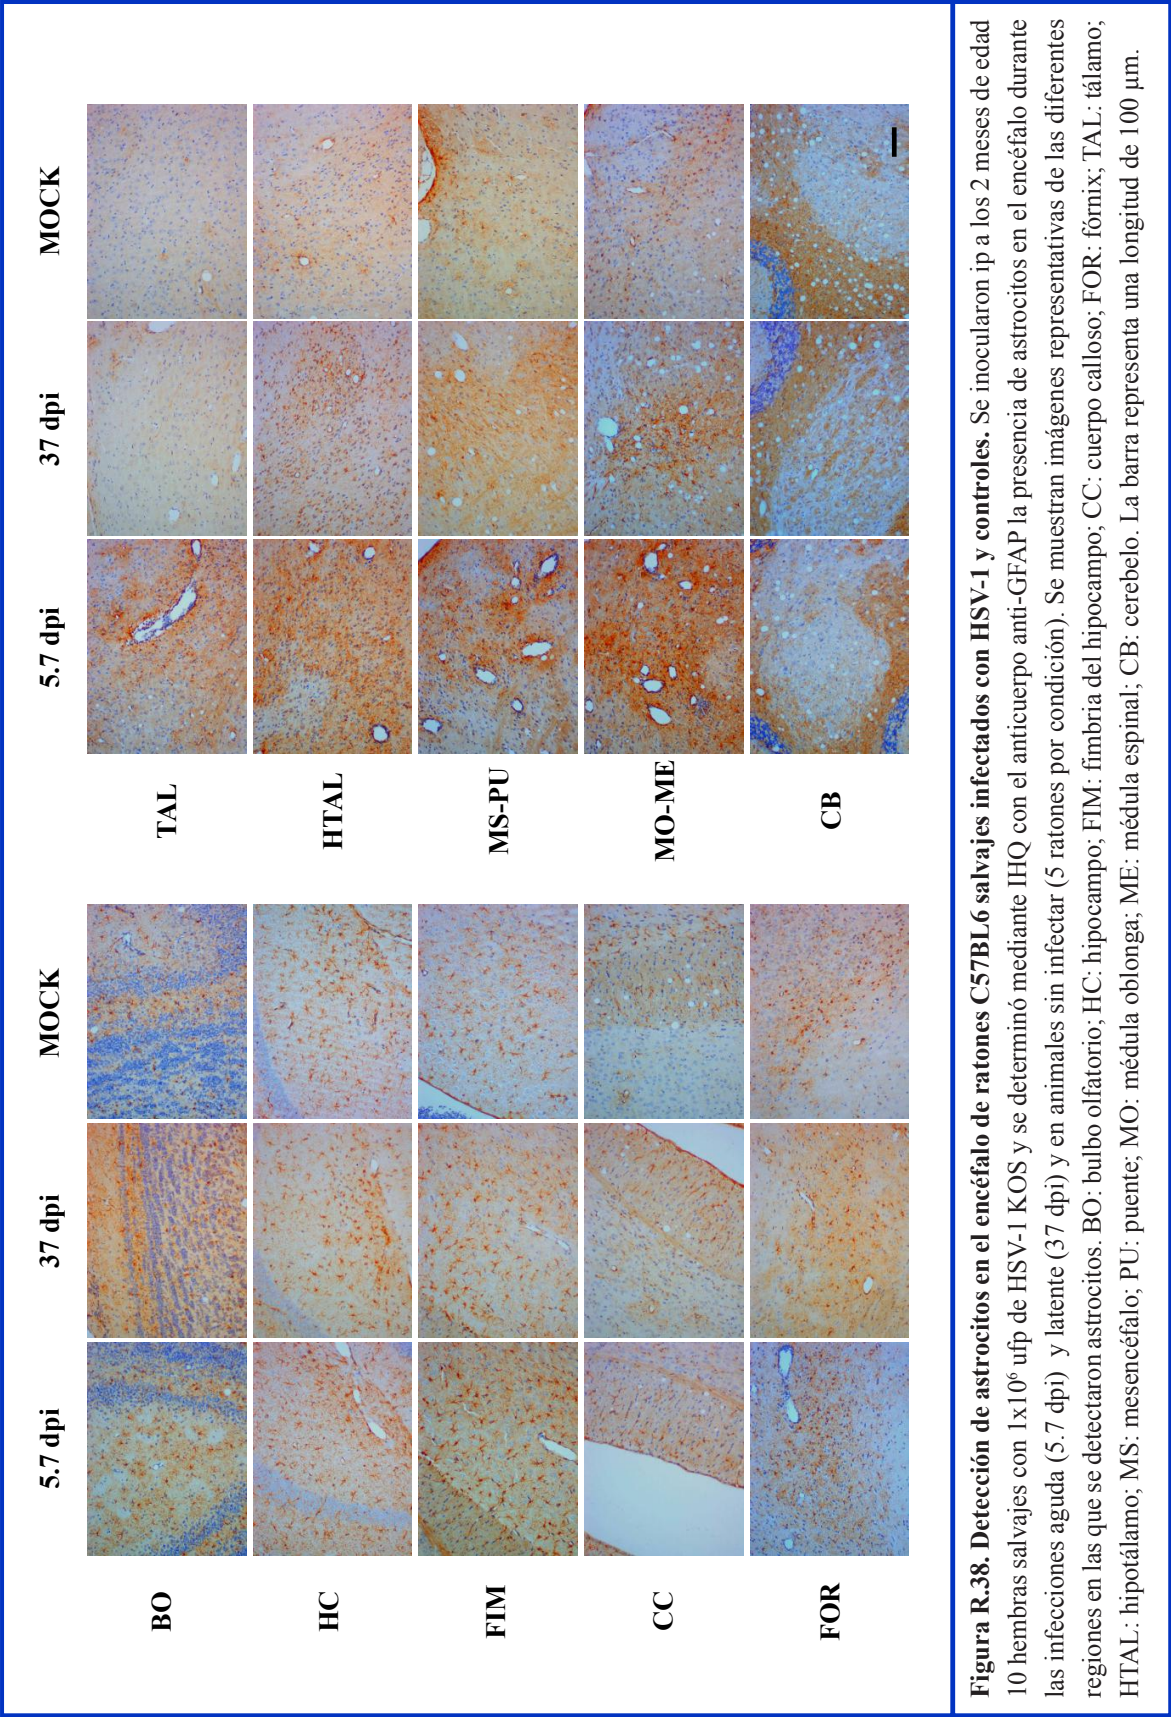 5.7 dpi 37 dpi MOCK 5.7 dpi 37 dpi MOCK
BO TAL
HC HTAL
FIM MS-PU
CC MO-ME
FOR CB
Figura R.38. Detección de astrocitos en el encéfalo de ratones C57BL6 salvajes infectados con HSV-1 y controles. Se inocularon ip a los 2 meses de edad
10 hembras salvajes con 1x10⁶ ufp de HSV-1 KOS y se determinó mediante IHQ con el anticuerpo anti-GFAP la presencia de astrocitos en el encéfalo durante
las infecciones aguda (5.7 dpi) y latente (37 dpi) y en animales sin infectar (5 ratones por condición). Se muestran imágenes representativas de las diferentes
regiones en las que se detectaron astrocitos. BO: bulbo olfatorio; HC: hipocampo; FIM: fimbria del hipocampo; CC: cuerpo calloso; FOR: fórnix; TAL: tálamo;
HTAL: hipotálamo; MS: mesencéfalo; PU: puente; MO: médula oblonga; ME: médula espinal; CB: cerebelo. La barra representa una longitud de 100 µm.